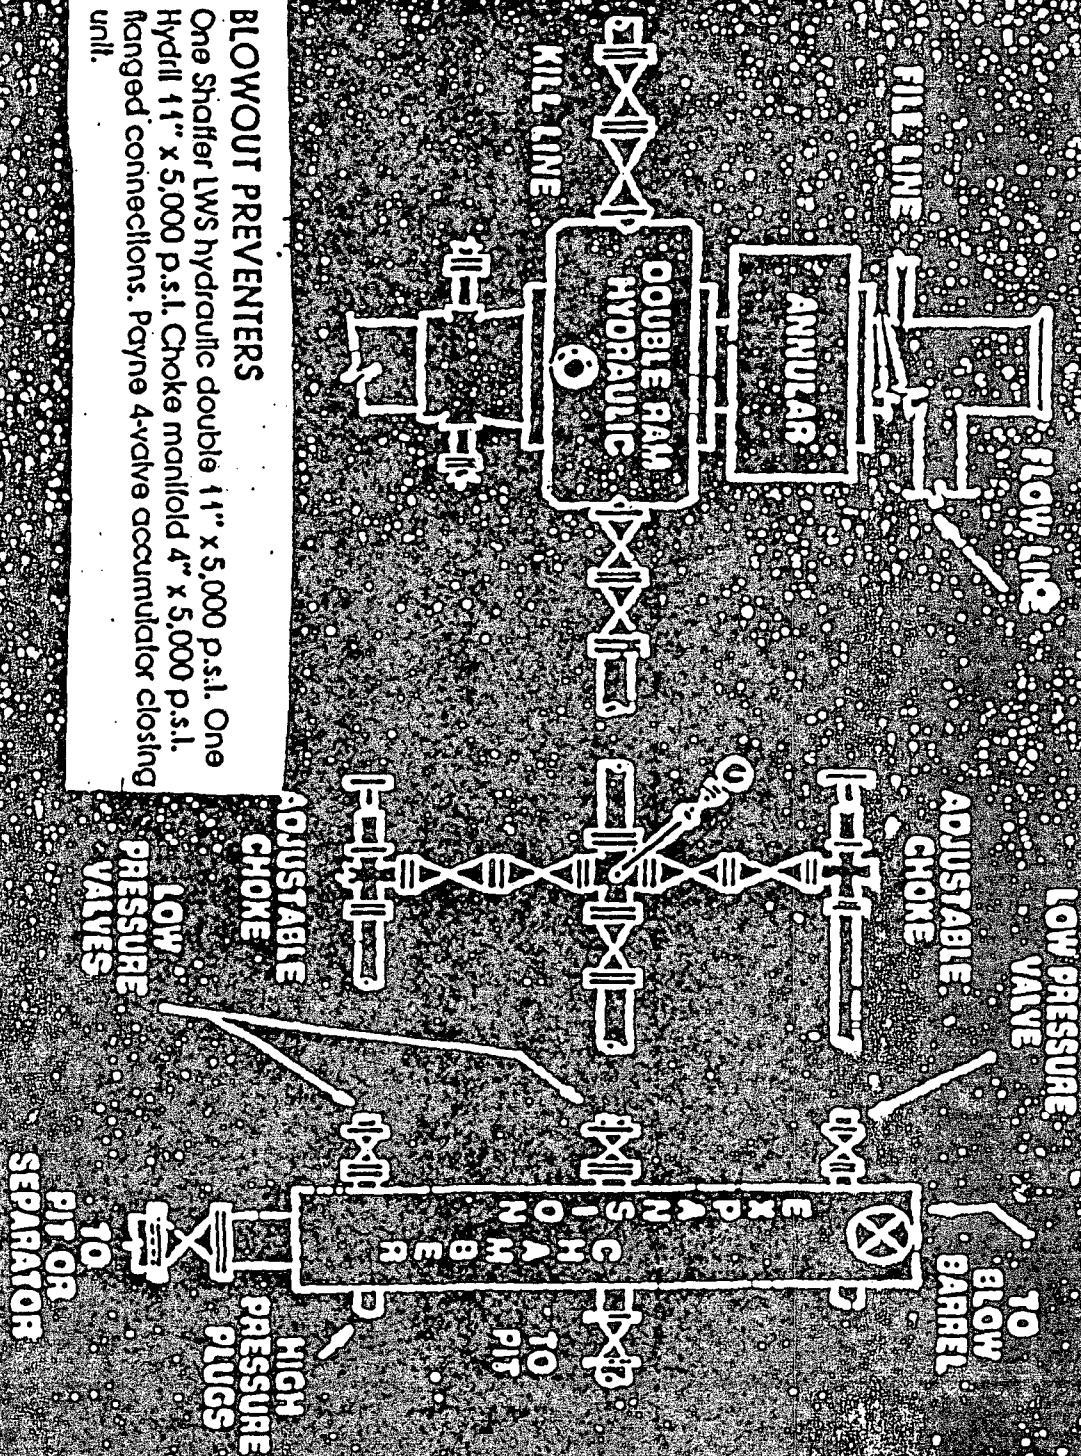 FILL LINE
FLOW LINE
ANNULAR
DOUBLE RAM
HYDRAULIC
KILL LINE
ADJUSTABLE
CHOKE
LOW PRESSURE
VALVE
TO
BLOW
BARREL
EXPANSION
CHAMBER
TO
PIT
HIGH
PRESSURE
PLUGS
ADJUSTABLE
CHOKE
LOW
PRESSURE
VALVES
TO
PIT OR
SEPARATOR
BLOWOUT PREVENTERS
One Shaffer LWS hydraulic double 11" x 5,000 p.s.i. One
Hydril 11" x 5,000 p.s.i. Choke manifold 4" x 5,000 p.s.i.
flanged connections. Payne 4-valve accumulator closing
unit.